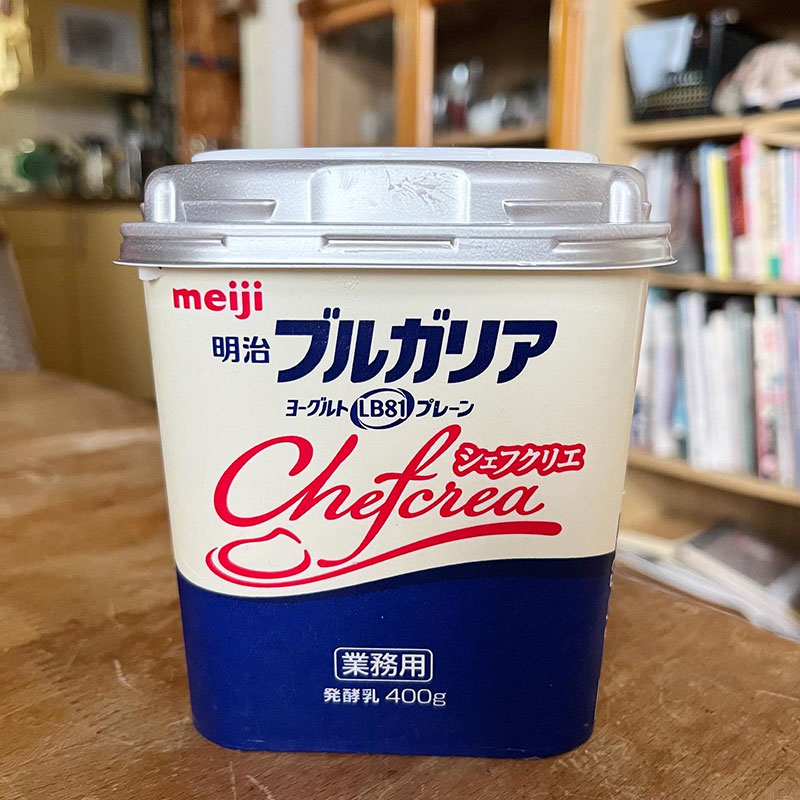 meiji
明治ブルガリア
ヨーグルト LB81 プレーン
シェフクリエ
Chefcrea
業務用
発酵乳 400g